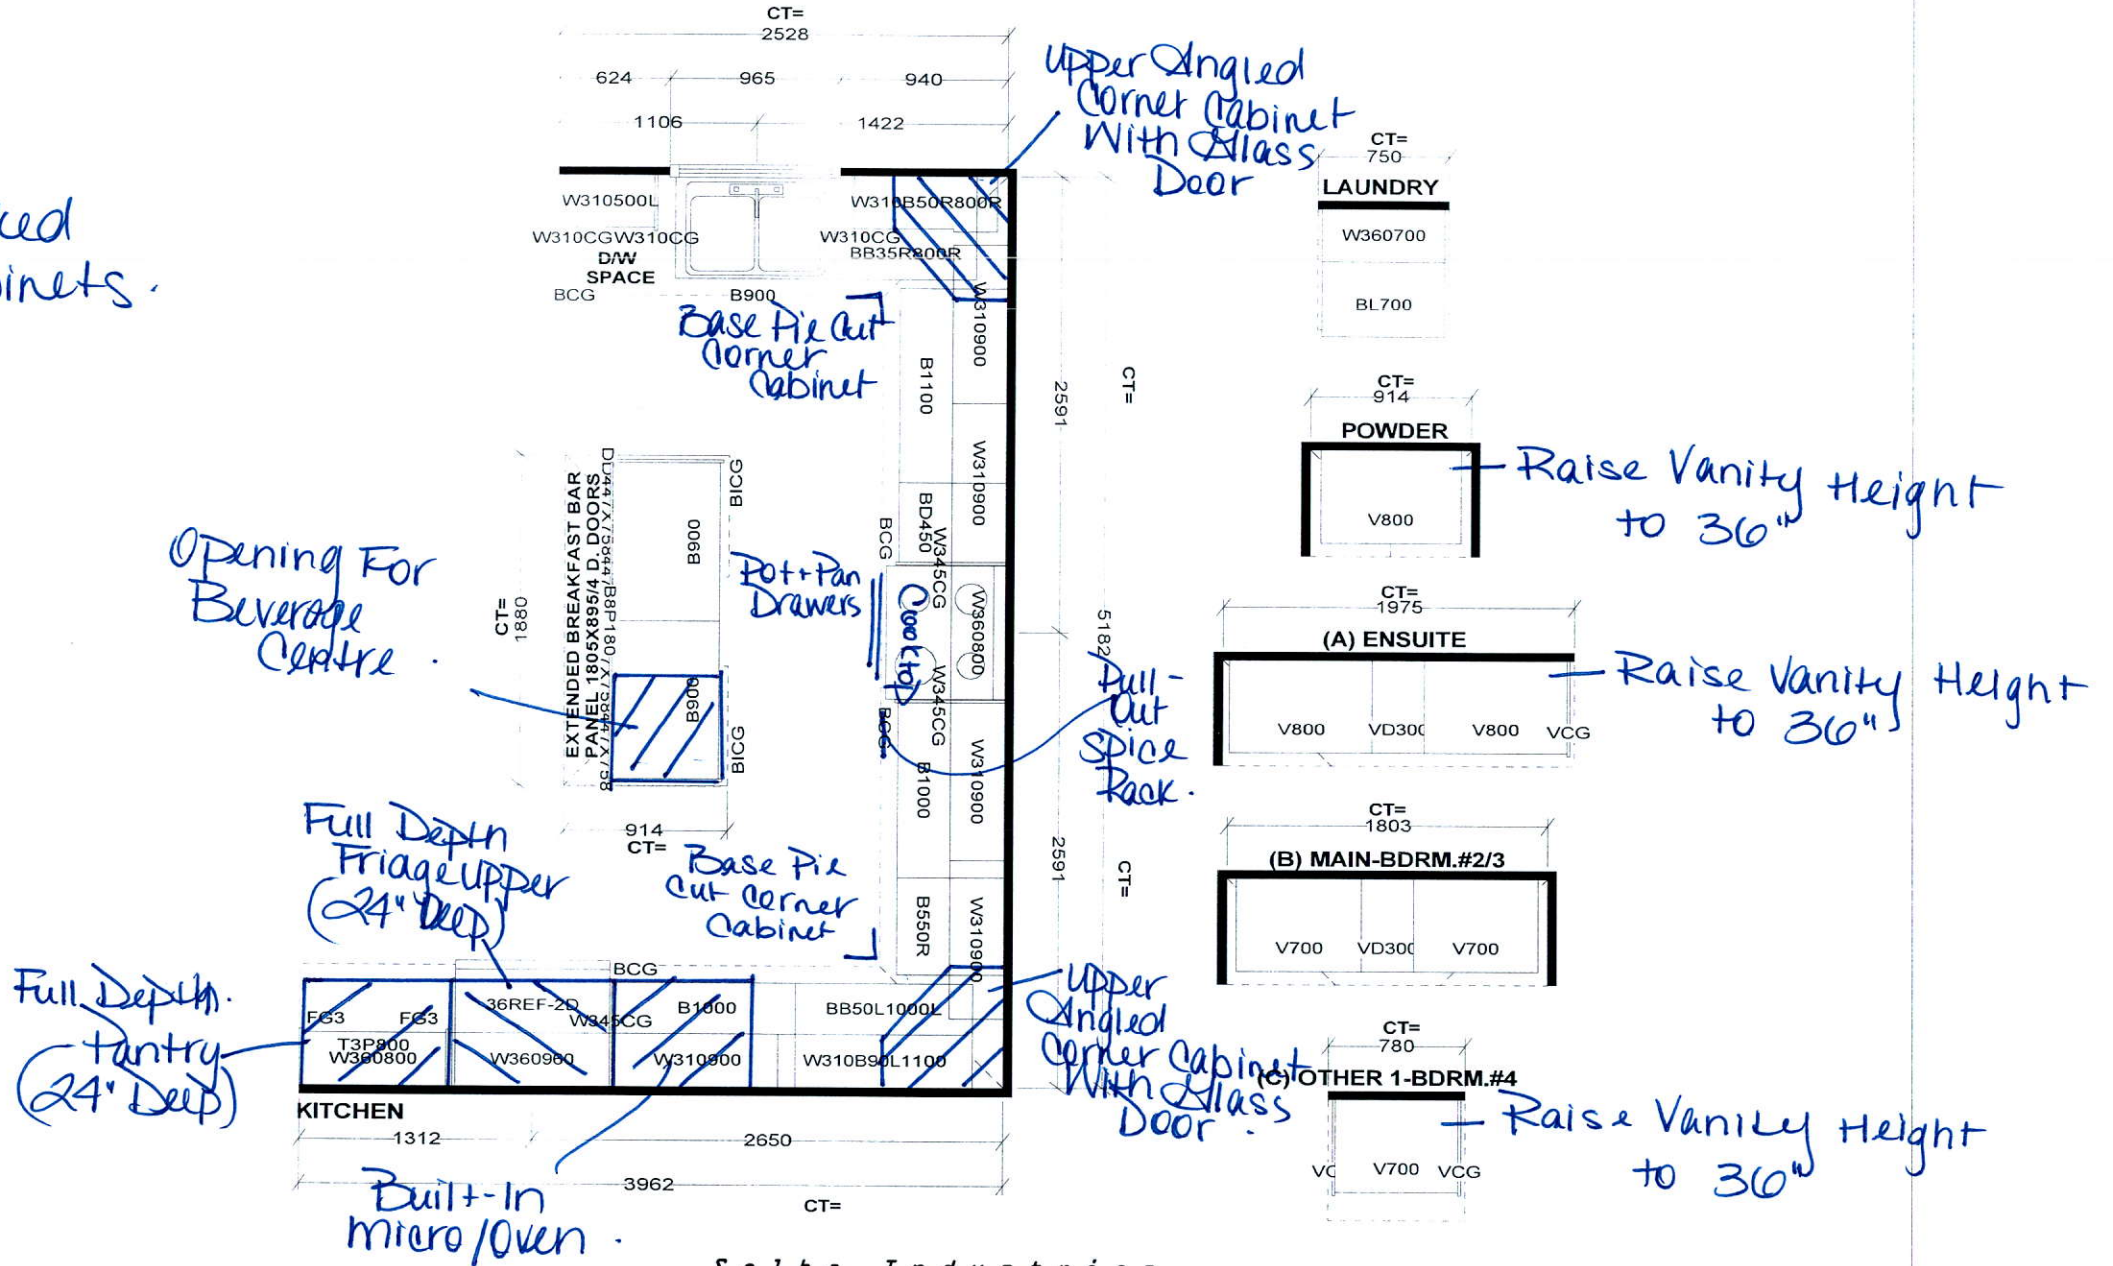 CT=
2528
624 965 940
1106 1422
Upper Angled
Corner Cabinet
With Glass
Door
inets.
W310500L
W310B50R800R
W310CG W310CG
W310CG
BB35R800R
D/W
SPACE
BCG
B900
Base Pie Cut
Corner
Cabinet
W310900
B1100
2591
CT=
W310900
BD450
BCG
W345CG
W360800
Cooktop
5182
W345CG
BCG
W310900
B1000
2591
CT=
B550R
W310900
Pot+Pan
Drawers
Pull-
Out
Spice
Rack.
Opening For
Beverage
Centre.
CT=
1880
EXTENDED BREAKFAST BAR
PANEL 1805X895/4 D. DOORS
B900
BICG
B900
BICG
914
CT=
Full Depth
Friage Upper
(24" Deep)
Base Pie
Cut Corner
Cabinet
Full Depth.
Pantry
(24" Deep)
BCG
FG3 FG3
T3P800
W360800
36REF-2D
W345CG
W360960
B1000
W310900
BB50L1000L
W310B90L1100
Upper
Angled
Corner Cabinet
With Glass
Door.
KITCHEN
1312 2650
3962
CT=
Built-In
Micro/Oven.
CT=
750
LAUNDRY
W360700
BL700
CT=
914
POWDER
V800
Raise Vanity Height
to 36"
CT=
1975
(A) ENSUITE
V800 VD300 V800 VCG
Raise Vanity Height
to 36"
CT=
1803
(B) MAIN-BDRM.#2/3
V700 VD300 V700
CT=
780
(C) OTHER 1-BDRM.#4
V700 VCG
Raise Vanity Height
to 36"